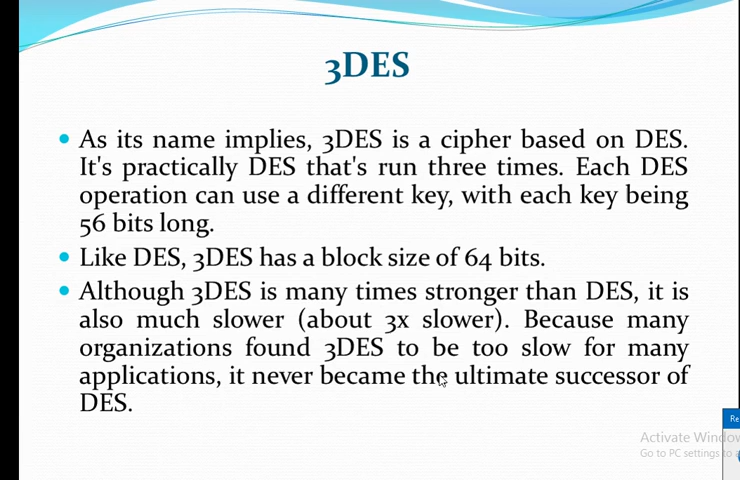 3DES
• As its name implies, 3DES is a cipher based on DES.
It's practically DES that's run three times. Each DES
operation can use a different key, with each key being
56 bits long.
• Like DES, 3DES has a block size of 64 bits.
• Although 3DES is many times stronger than DES, it is
also much slower (about 3x slower). Because many
organizations found 3DES to be too slow for many
applications, it never became the ultimate successor of
DES.
Re
Activate Window
Go to PC settings to a